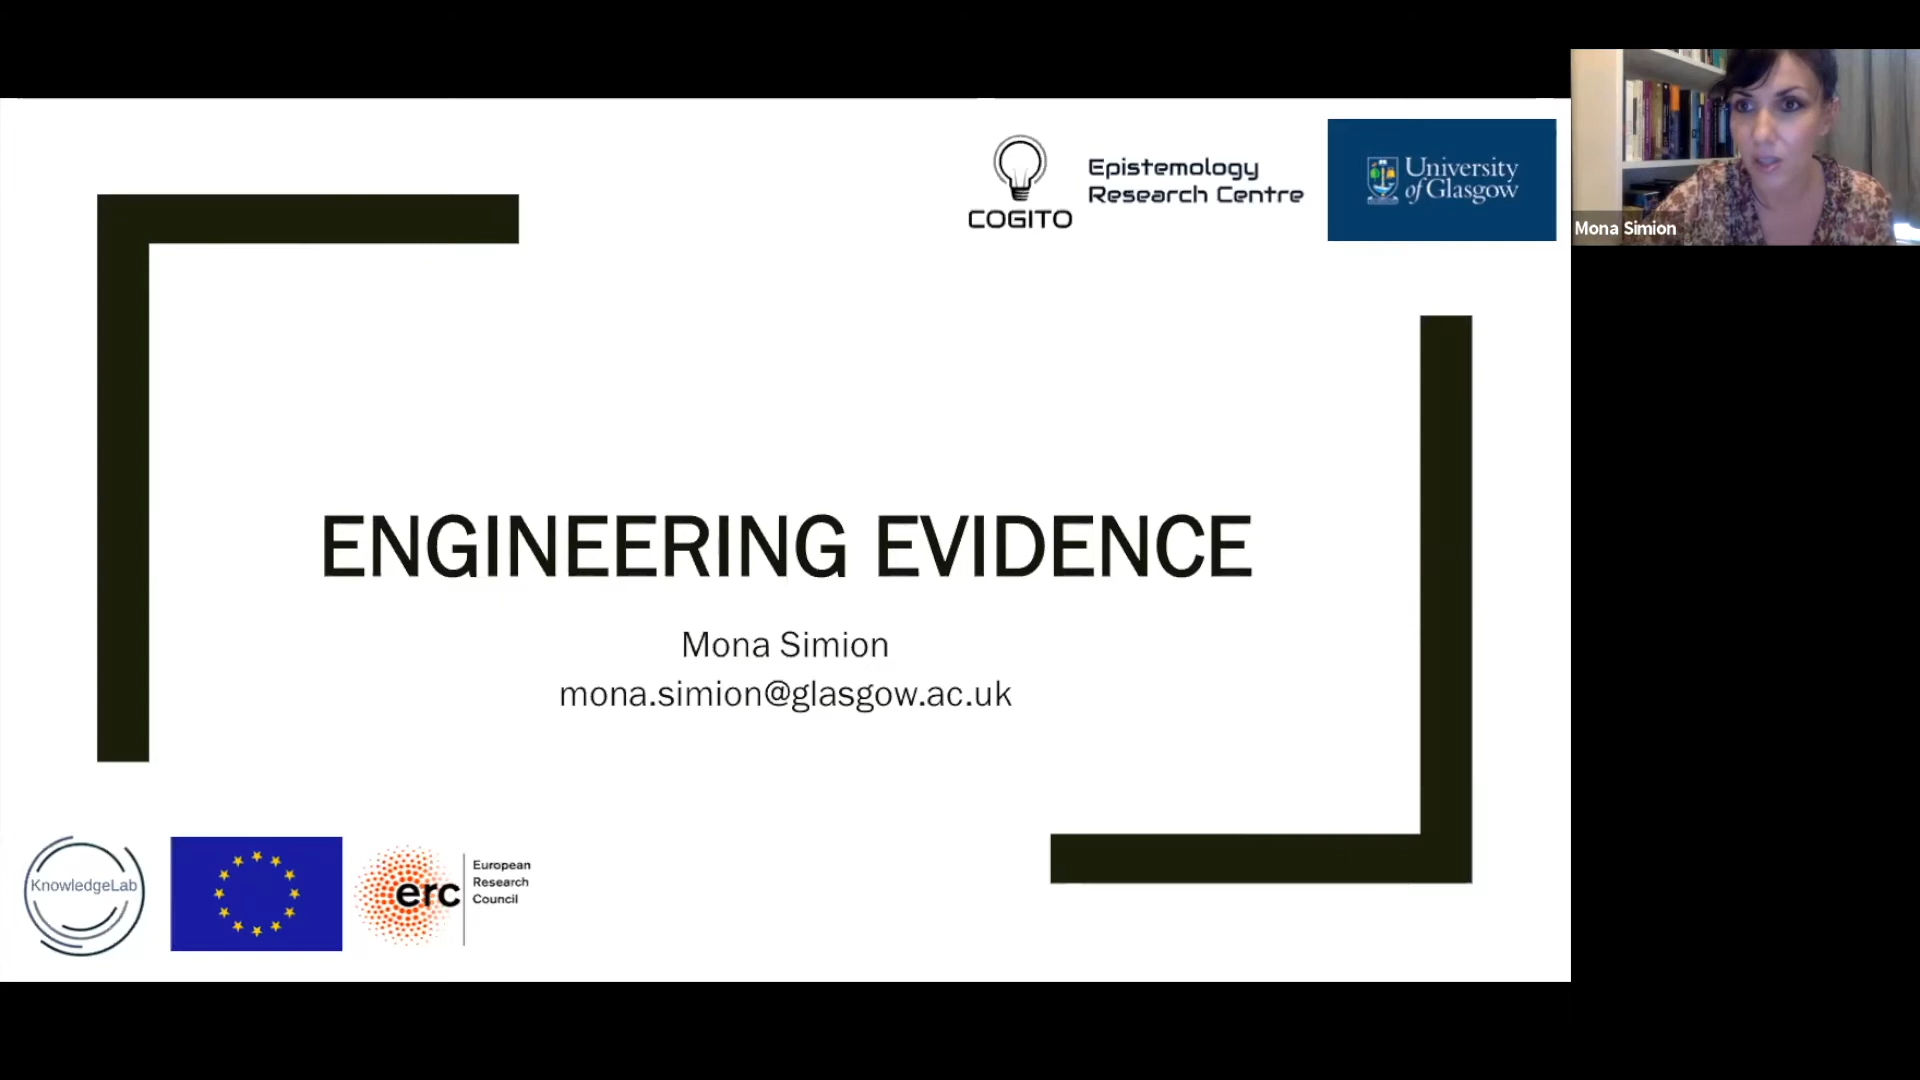 COGITO
Epistemology
Research Centre
University
of Glasgow
Mona Simion
ENGINEERING EVIDENCE
Mona Simion
mona.simion@glasgow.ac.uk
KnowledgeLab
erc
European
Research
Council